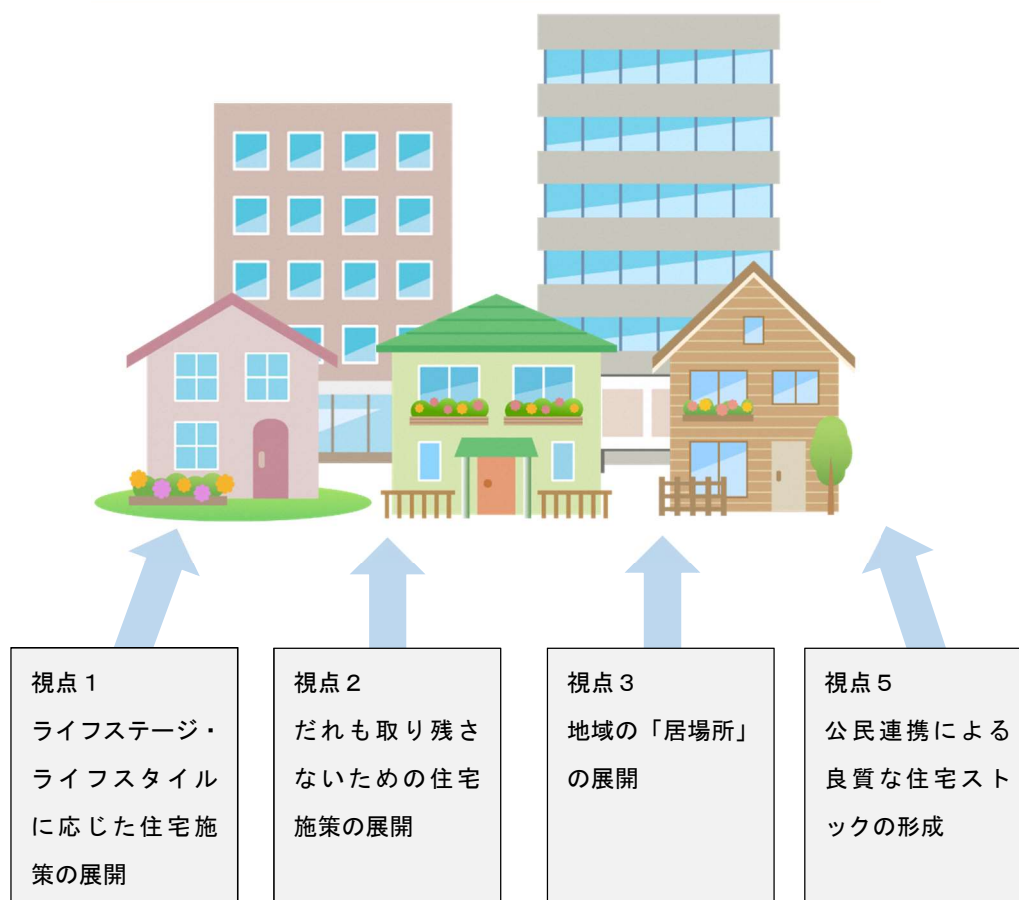 視点１
ライフステージ・
ライフスタイル
に応じた住宅施
策の展開
視点２
だれも取り残さ
ないための住宅
施策の展開
視点３
地域の「居場所」
の展開
視点５
公民連携による
良質な住宅スト
ックの形成